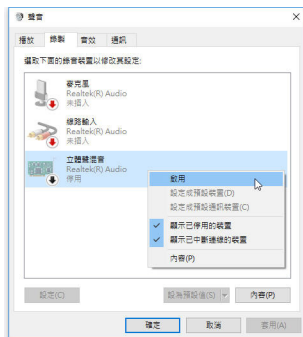 聲音
播放 錄製 音效 通訊
選取下面的錄音裝置以修改其設定:
麥克風
Realtek(R) Audio
未插入
線路輸入
Realtek(R) Audio
未插入
立體聲混音
Realtek(R) Audio
停用
啟用
設定成預設裝置(D)
設定成預設通訊裝置(C)
顯示已停用的裝置
顯示已中斷連線的裝置
內容(P)
設定(C) 設為預設值(S) 內容(P)
確定 取消 套用(A)